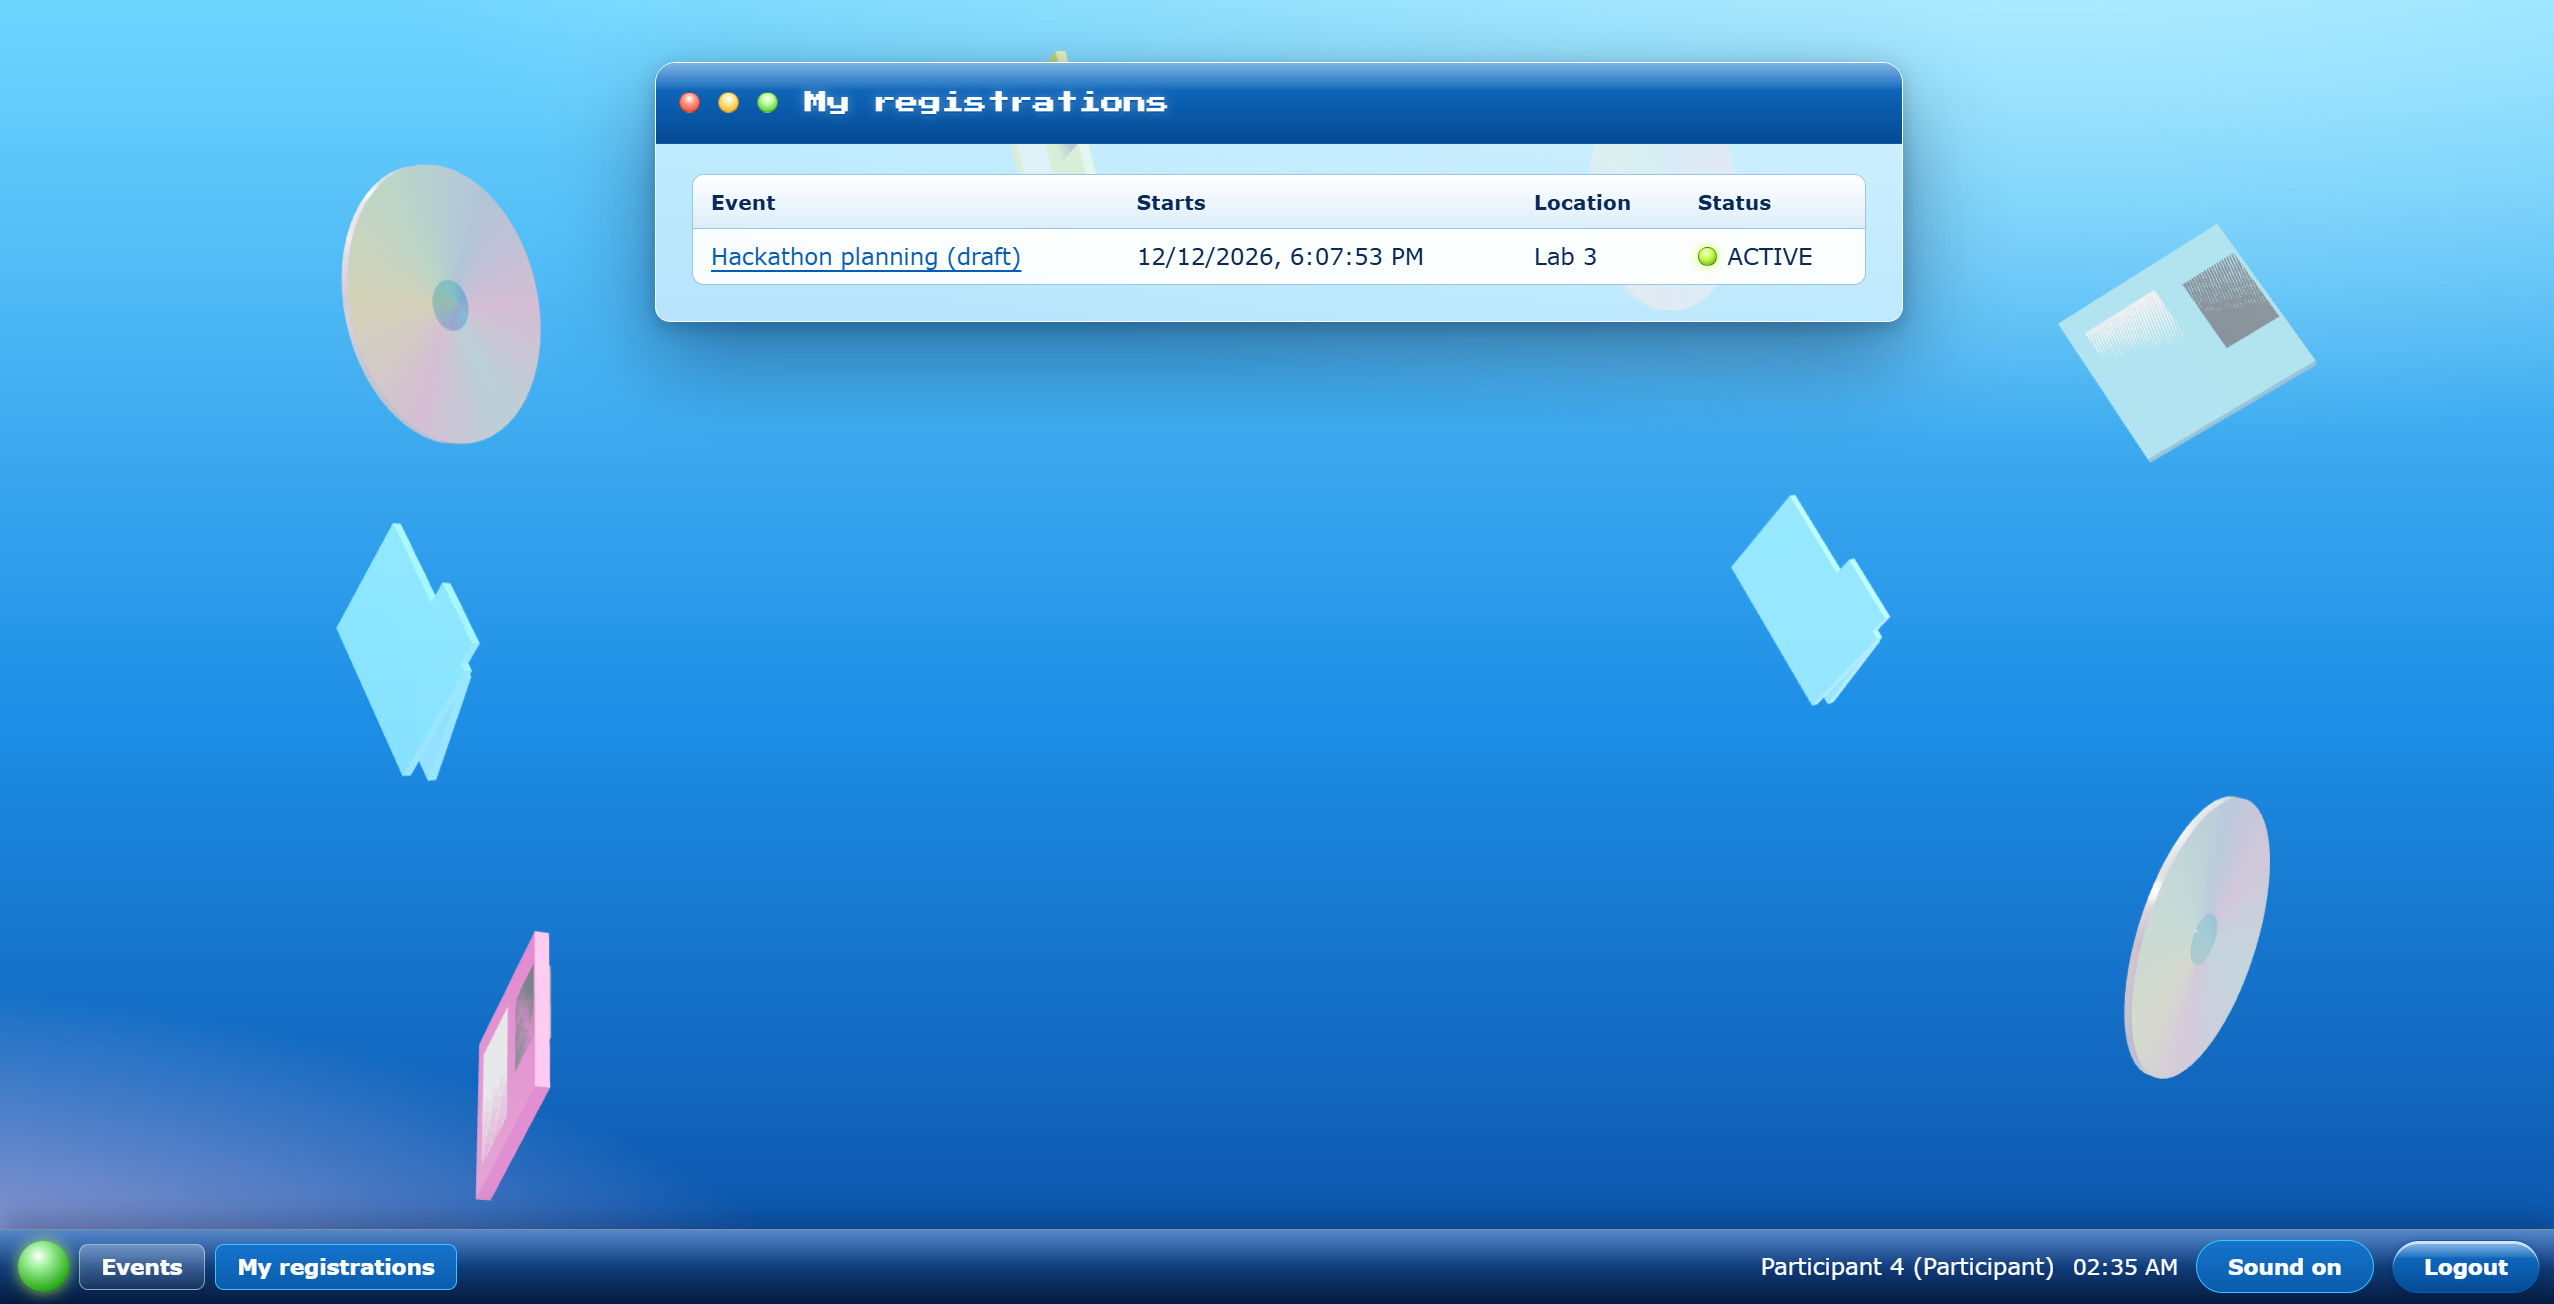 My registrations
Event Starts Location Status
Hackathon planning (draft) 12/12/2026, 6:07:53 PM Lab 3 ACTIVE
Events My registrations Participant 4 (Participant) 02:35 AM Sound on Logout